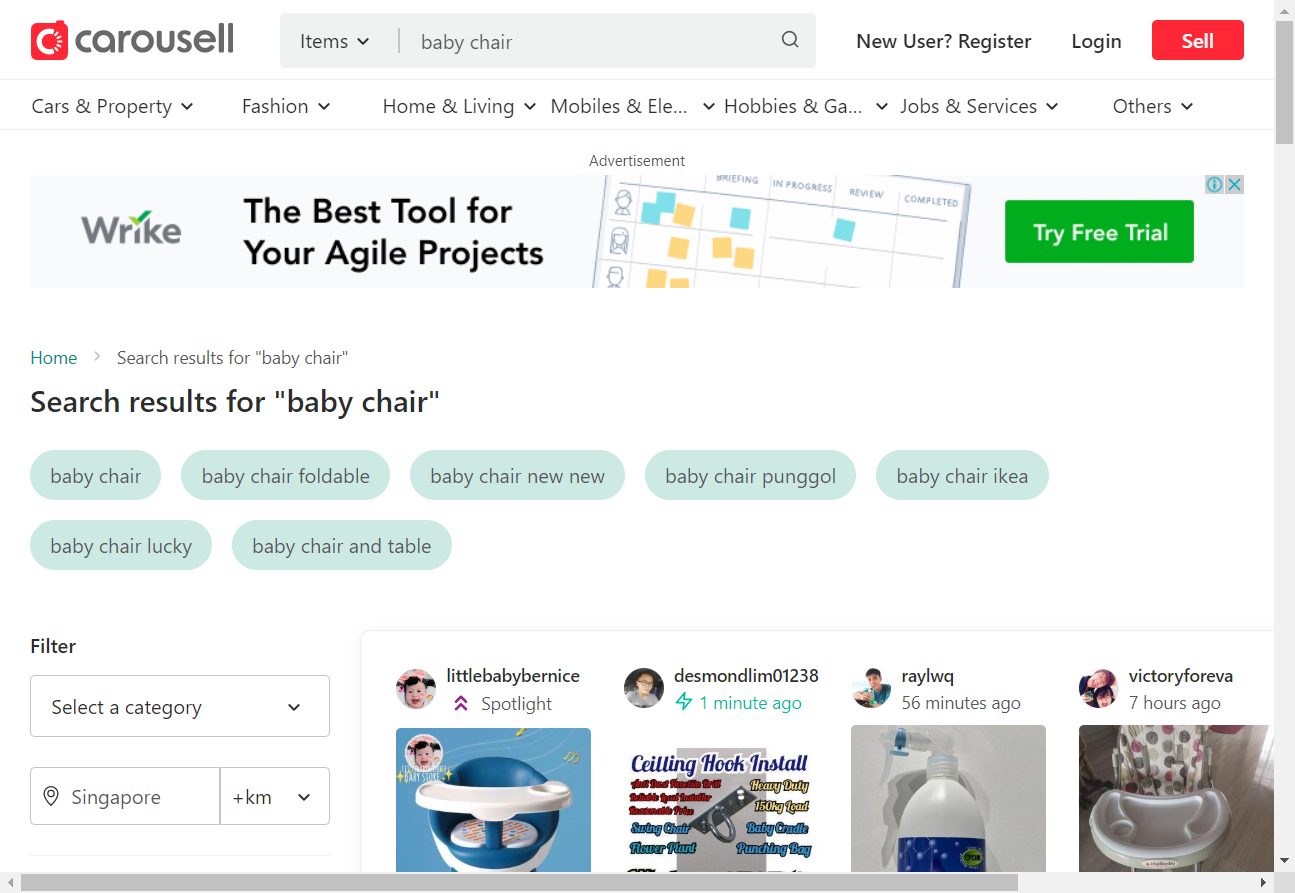 carousell
Items
baby chair
New User? Register
Login
Sell
Cars & Property
Fashion
Home & Living
Mobiles & Ele...
Hobbies & Ga...
Jobs & Services
Others
Advertisement
Wrike
The Best Tool for
Your Agile Projects
BRIEFING
IN PROGRESS
REVIEW
COMPLETED
Try Free Trial
Home
Search results for "baby chair"
Search results for "baby chair"
baby chair
baby chair foldable
baby chair new new
baby chair punggol
baby chair ikea
baby chair lucky
baby chair and table
Filter
Select a category
Singapore
+km
littlebabybernice
Spotlight
desmondlim01238
1 minute ago
raylwq
56 minutes ago
victoryforeva
7 hours ago
BABY STORE
Ceilling Hook Install
Anti Dust Function Drill
Reliable Local Installer
Reasonable Price
Heavy Duty
150kg Load
Swing Chair
Baby Cradle
Flower Plant
Punching Bag